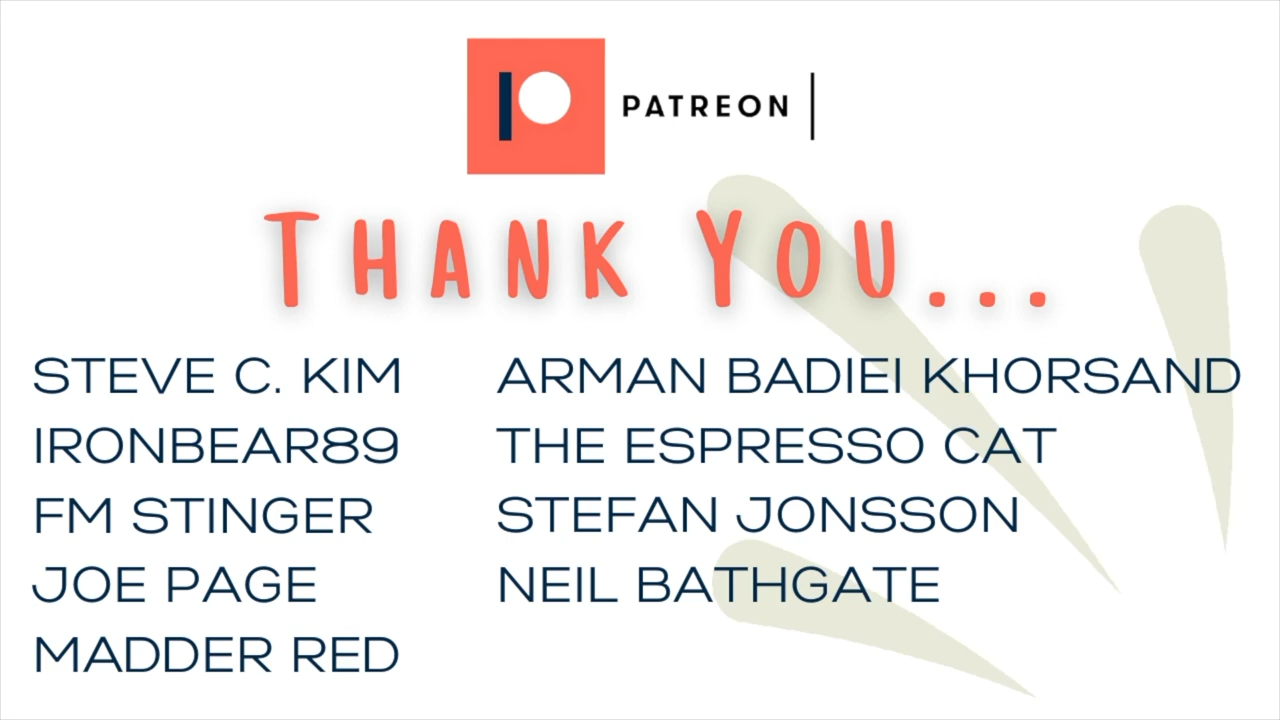 PATREON
THANK YOU...
STEVE C. KIM
IRONBEAR89
FM STINGER
JOE PAGE
MADDER RED
ARMAN BADIEI KHORSAND
THE ESPRESSO CAT
STEFAN JONSSON
NEIL BATHGATE